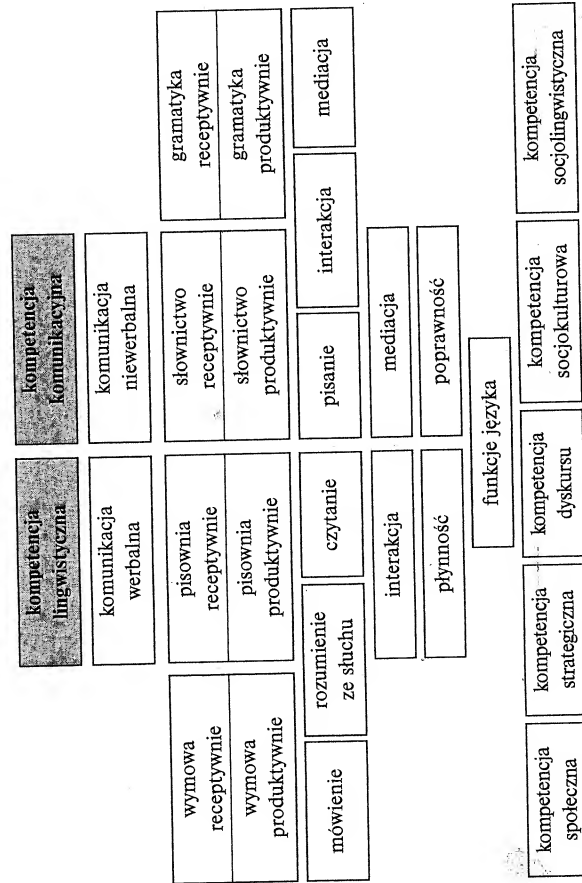 kompetencja
lingwistyczna
kompetencja
komunikacyjna
komunikacja
werbalna
komunikacja
niewerbalna
wymowa
receptywnie
pisownia
receptywnie
słownictwo
receptywnie
gramatyka
receptywnie
wymowa
produktywnie
pisownia
produktywnie
słownictwo
produktywnie
gramatyka
produktywnie
mówienie
rozumienie
ze słuchu
czytanie
pisanie
interakcja
mediacja
interakcja
mediacja
płynność
poprawność
funkcje języka
kompetencja
społeczna
kompetencja
strategiczna
kompetencja
dyskursu
kompetencja
socjokulturowa
kompetencja
socjolingwistyczna